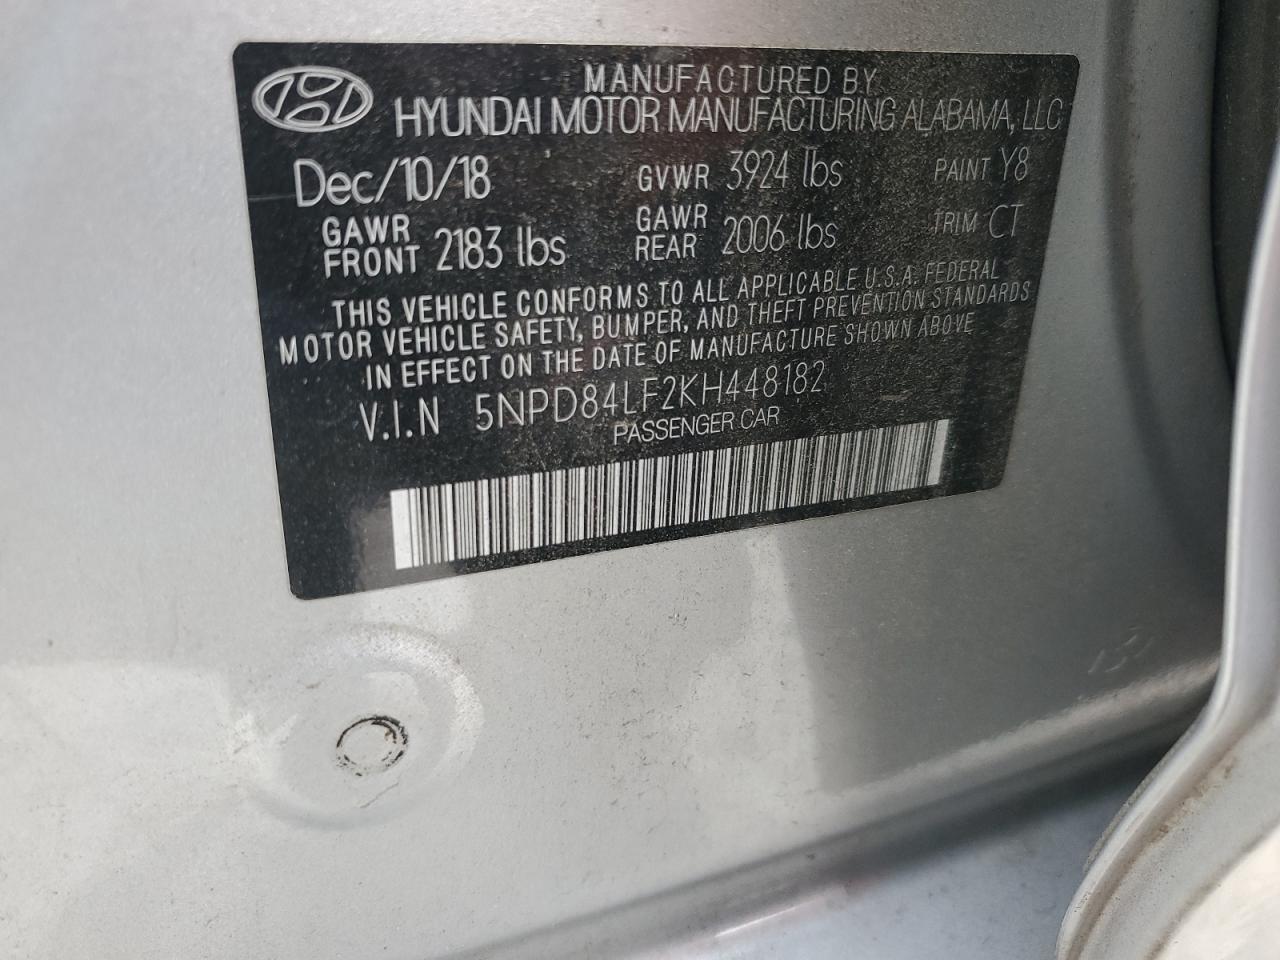 MANUFACTURED BY
HYUNDAI MOTOR MANUFACTURING ALABAMA, LLC
Dec/10/18 GVWR 3924 lbs PAINT Y8
GAWR FRONT 2183 lbs GAWR REAR 2006 lbs TRIM CT
THIS VEHICLE CONFORMS TO ALL APPLICABLE U.S.A. FEDERAL
MOTOR VEHICLE SAFETY, BUMPER, AND THEFT PREVENTION STANDARDS
IN EFFECT ON THE DATE OF MANUFACTURE SHOWN ABOVE
V.I.N 5NPD84LF2KH448182
PASSENGER CAR